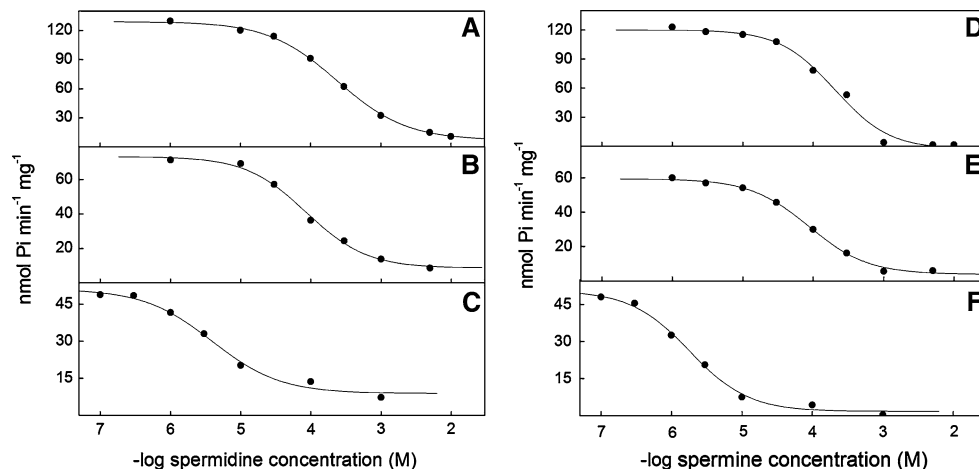 120
90
60
30
A
60
40
20
B
45
30
15
C
7 6 5 4 3 2
-log spermidine concentration (M)
nmol Pi min-1 mg-1
120
90
60
30
D
60
40
20
E
45
30
15
F
7 6 5 4 3 2
-log spermine concentration (M)
nmol Pi min-1 mg-1